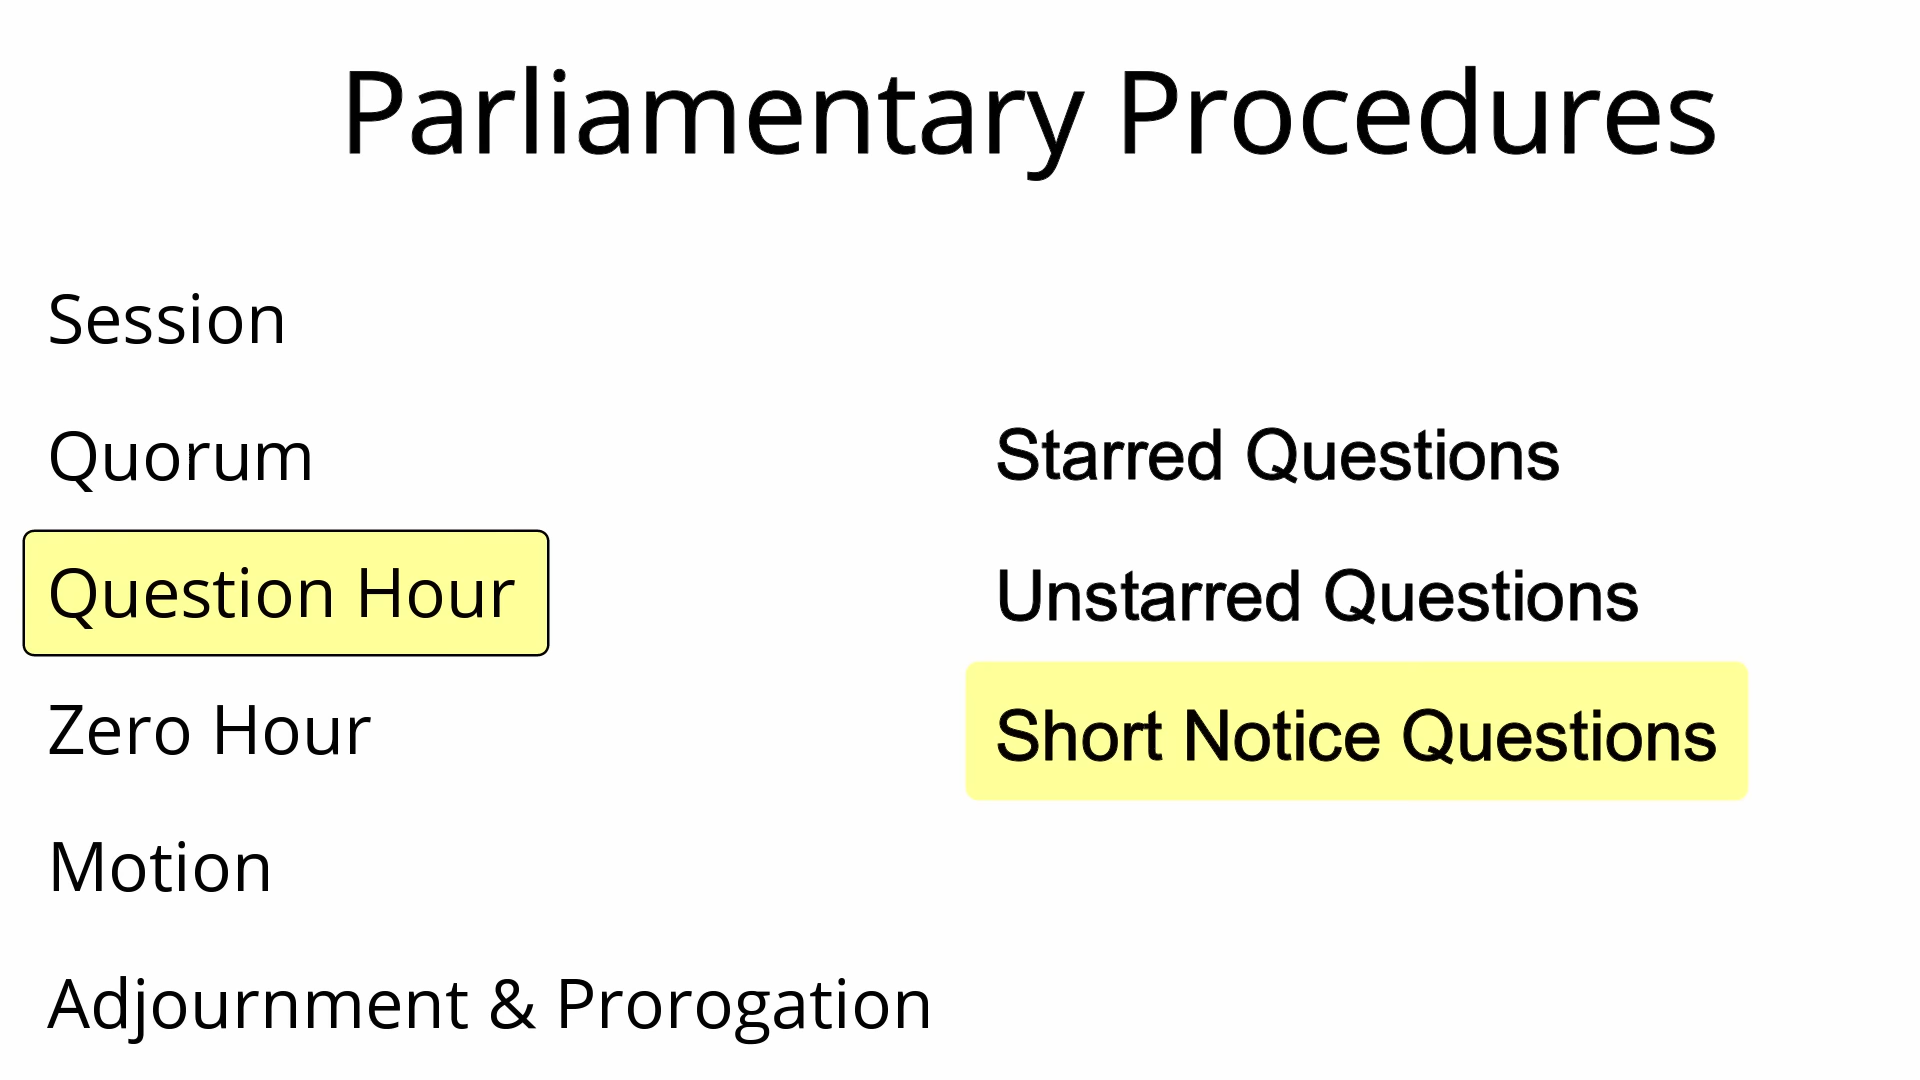 Parliamentary Procedures
Session
Quorum
Question Hour
Zero Hour
Motion
Adjournment & Prorogation
Starred Questions
Unstarred Questions
Short Notice Questions